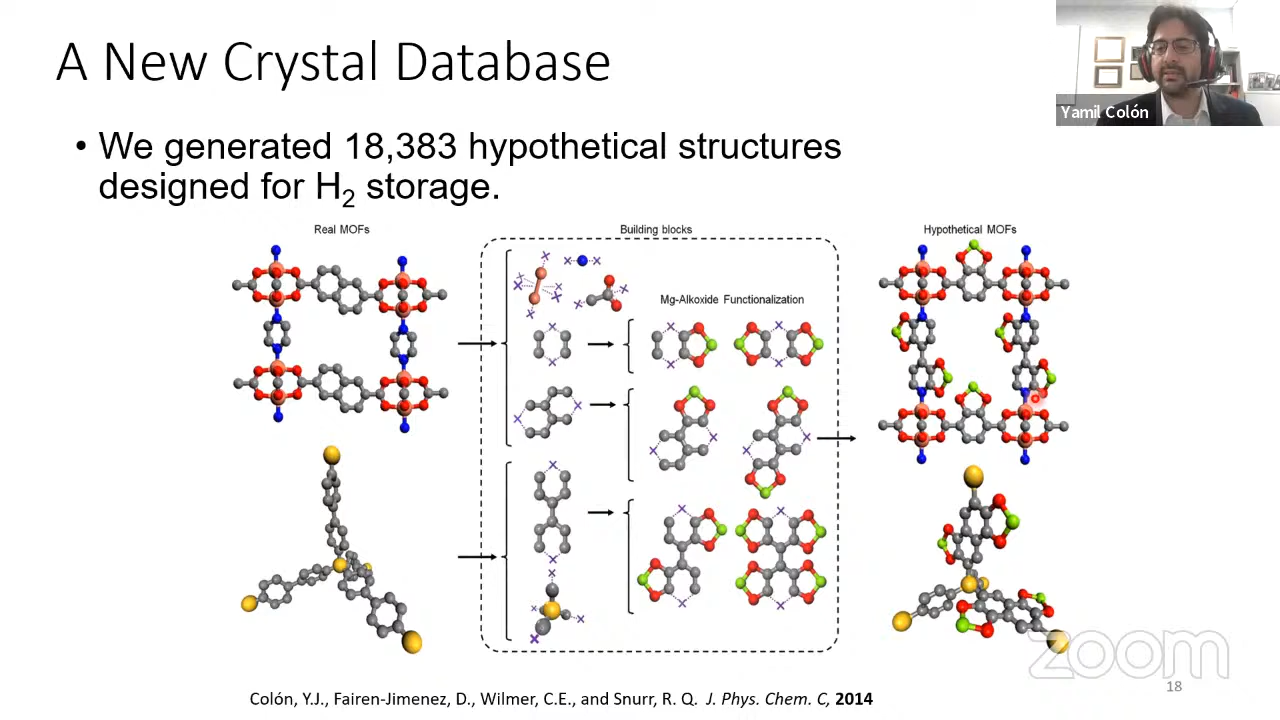 A New Crystal Database
Yamil Colón
• We generated 18,383 hypothetical structures
designed for H₂ storage.
Real MOFs
Building blocks
Hypothetical MOFs
Mg-Alkoxide Functionalization
zoom
18
Colón, Y.J., Fairen-Jimenez, D., Wilmer, C.E., and Snurr, R. Q. J. Phys. Chem. C, 2014